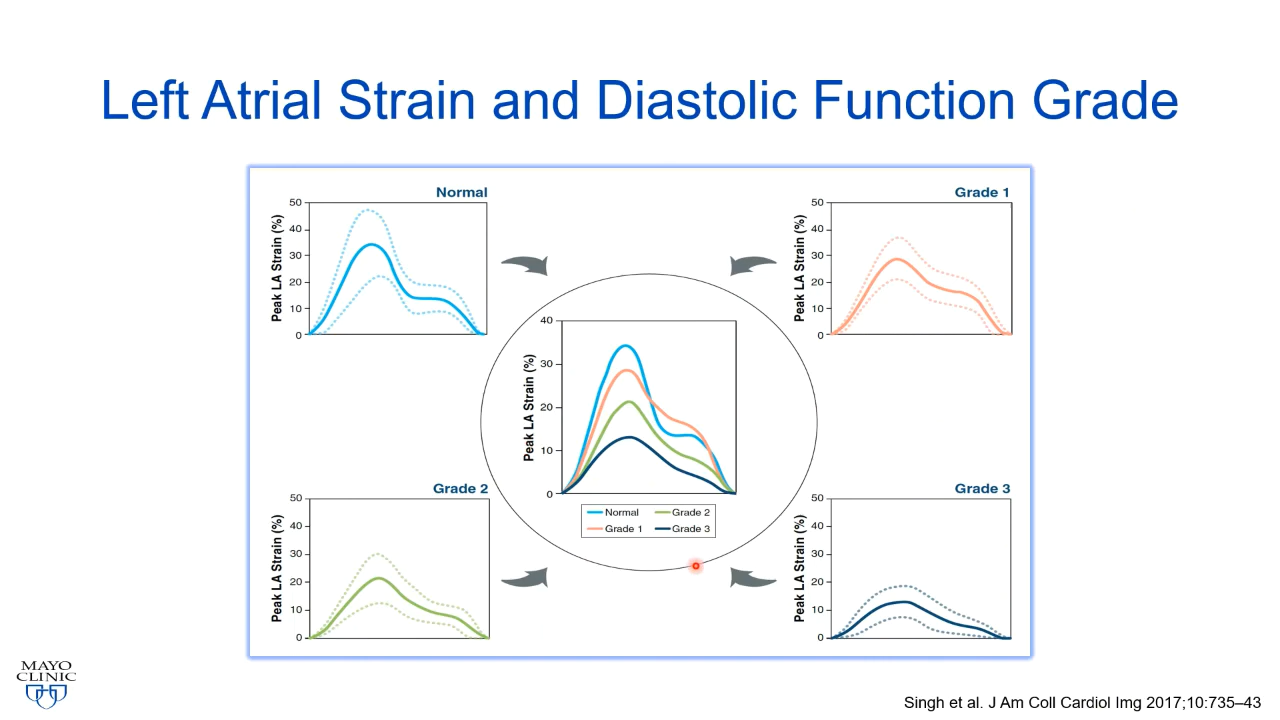 Left Atrial Strain and Diastolic Function Grade
Normal
50
40
30
20
10
0
Peak LA Strain (%)
Grade 1
50
40
30
20
10
0
Peak LA Strain (%)
40
30
20
10
0
Peak LA Strain (%)
Normal
Grade 2
Grade 1
Grade 3
Grade 2
50
40
30
20
10
0
Peak LA Strain (%)
Grade 3
50
40
30
20
10
0
Peak LA Strain (%)
MAYO
CLINIC
Singh et al. J Am Coll Cardiol Img 2017;10:735–43